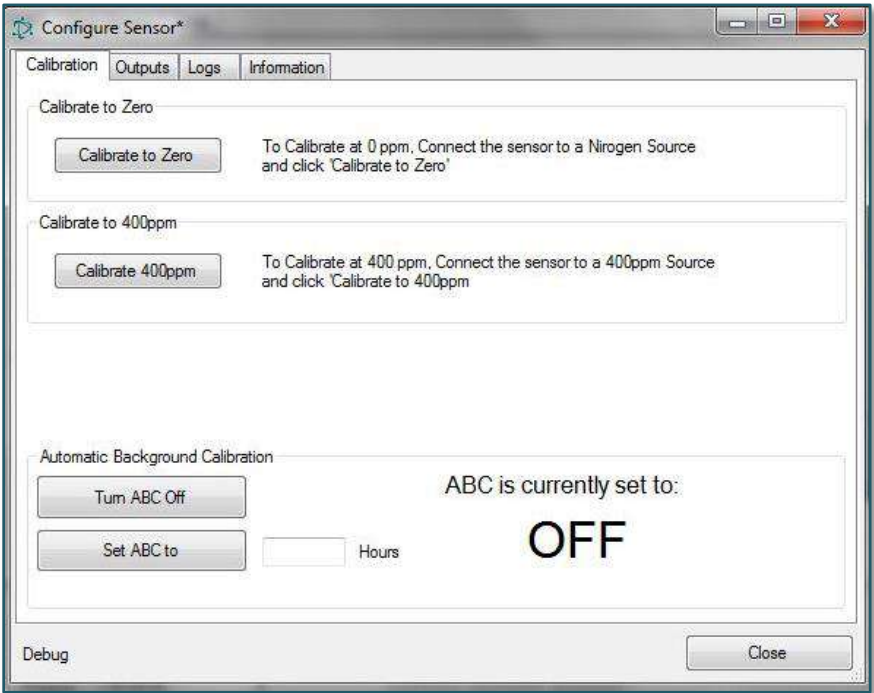 Configure Sensor*
Calibration Outputs Logs Information
Calibrate to Zero
Calibrate to Zero
To Calibrate at 0 ppm, Connect the sensor to a Nirogen Source
and click 'Calibrate to Zero'
Calibrate to 400ppm
Calibrate 400ppm
To Calibrate at 400 ppm, Connect the sensor to a 400ppm Source
and click 'Calibrate to 400ppm
Automatic Background Calibration
Turn ABC Off
ABC is currently set to:
OFF
Set ABC to
Hours
Debug
Close